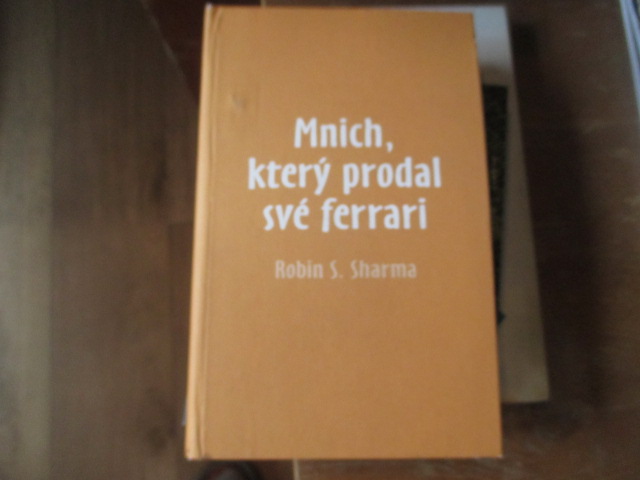 Mnich,
který prodal
své ferrari
Robin S. Sharma